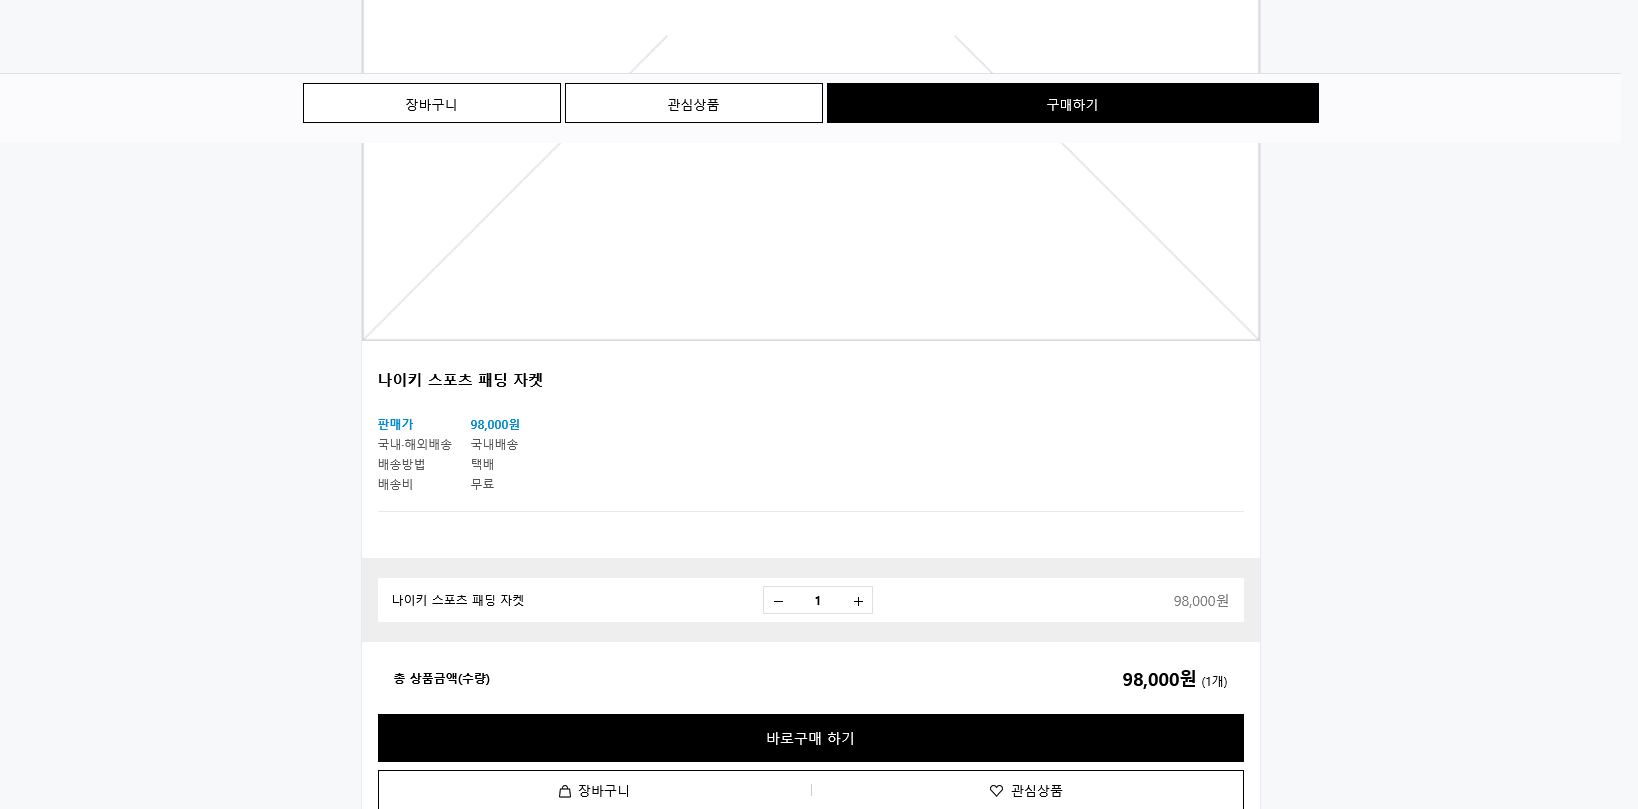 장바구니 관심상품 구매하기
나이키 스포츠 패딩 자켓
판매가 98,000원
국내·해외배송 국내배송
배송방법 택배
배송비 무료
나이키 스포츠 패딩 자켓 1 98,000원
총 상품금액(수량) 98,000원 (1개)
바로구매 하기
장바구니 관심상품